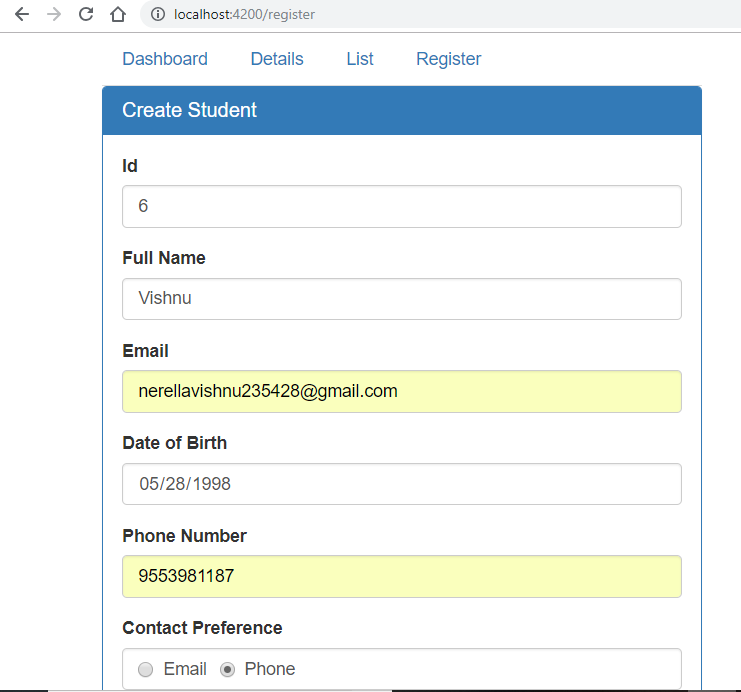 localhost:4200/register
Dashboard Details List Register
Create Student
Id
6
Full Name
Vishnu
Email
nerellavishnu235428@gmail.com
Date of Birth
05/28/1998
Phone Number
9553981187
Contact Preference
Email Phone